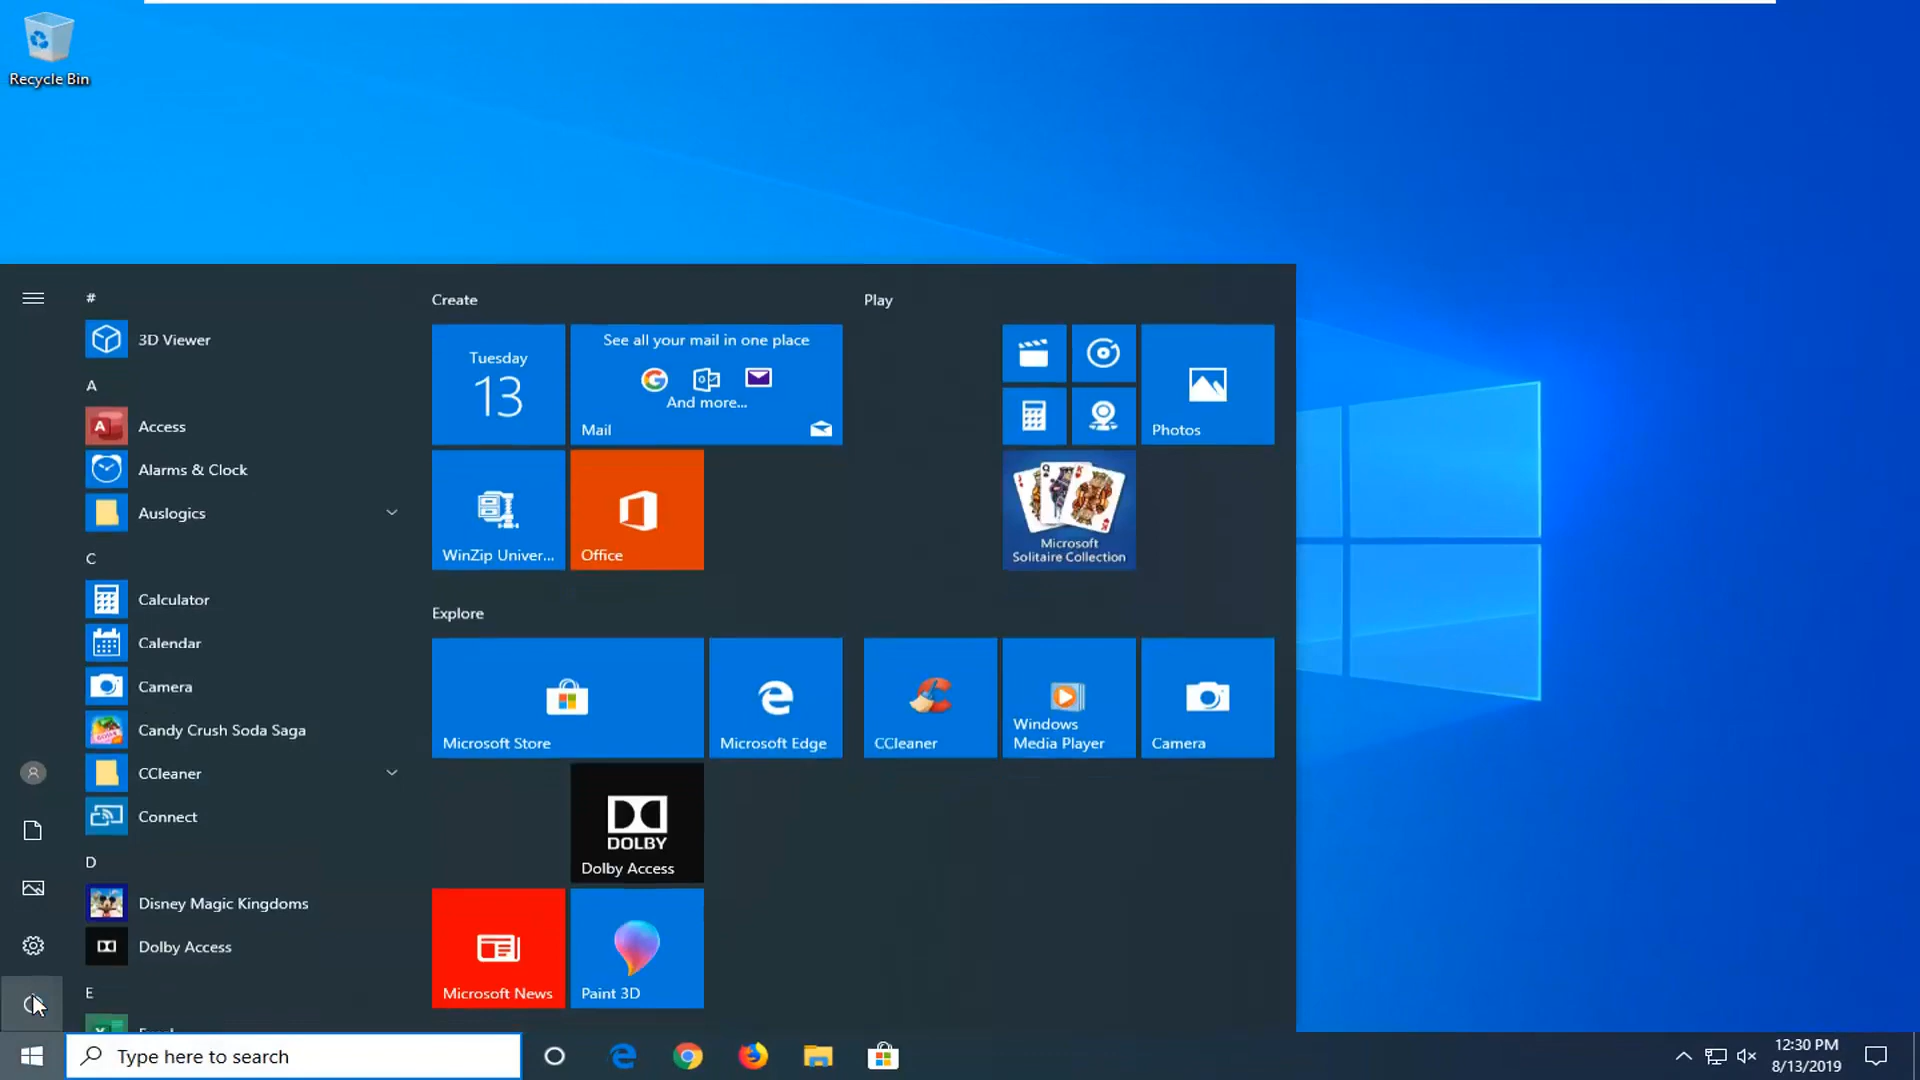 Recycle Bin
#
3D Viewer
A
Access
Alarms & Clock
Auslogics
C
Calculator
Calendar
Camera
Candy Crush Soda Saga
CCleaner
Connect
D
Disney Magic Kingdoms
Dolby Access
E
Create
Tuesday
13
See all your mail in one place
And more...
Mail
WinZip Univer...
Office
Play
Photos
Microsoft
Solitaire Collection
Explore
Microsoft Store
Microsoft Edge
CCleaner
Windows
Media Player
Camera
DOLBY
Dolby Access
Microsoft News
Paint 3D
Type here to search
12:30 PM
8/13/2019